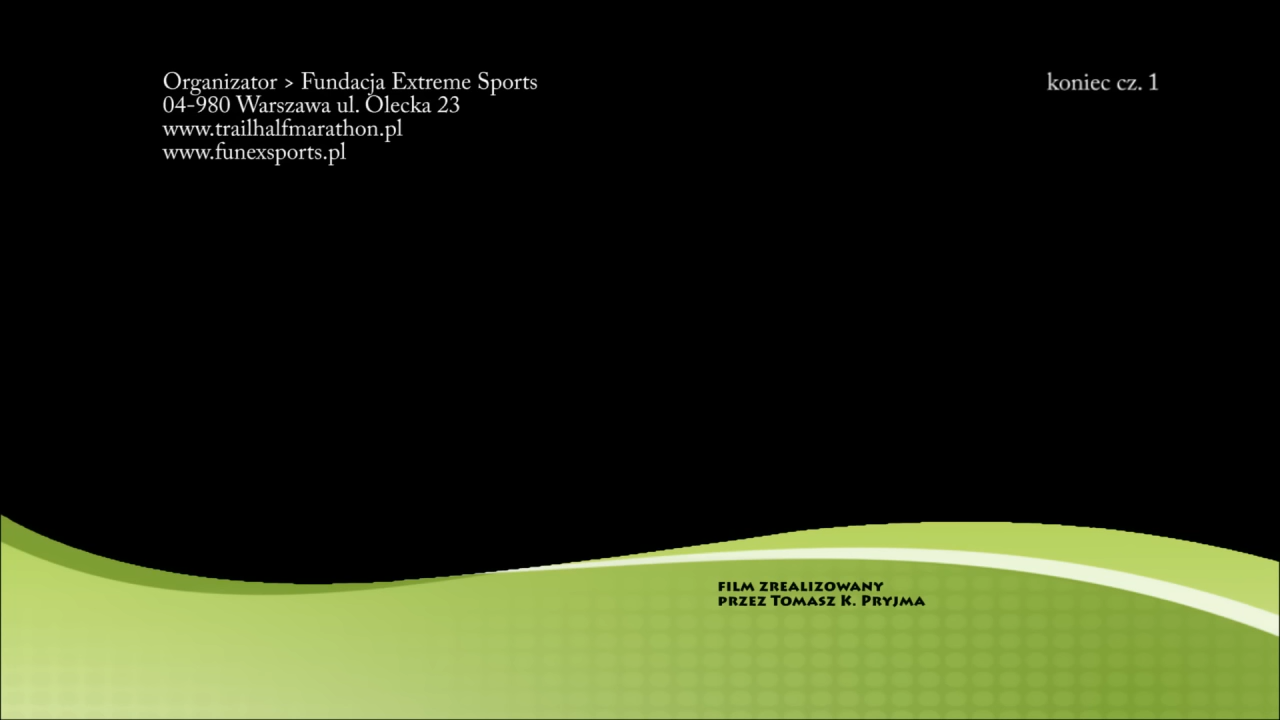 Organizator > Fundacja Extreme Sports
04-980 Warszawa ul. Olecka 23
www.trailhalfmarathon.pl
www.funexsports.pl
koniec cz. 1
FILM ZREALIZOWANY
PRZEZ TOMASZ K. PRYJMA